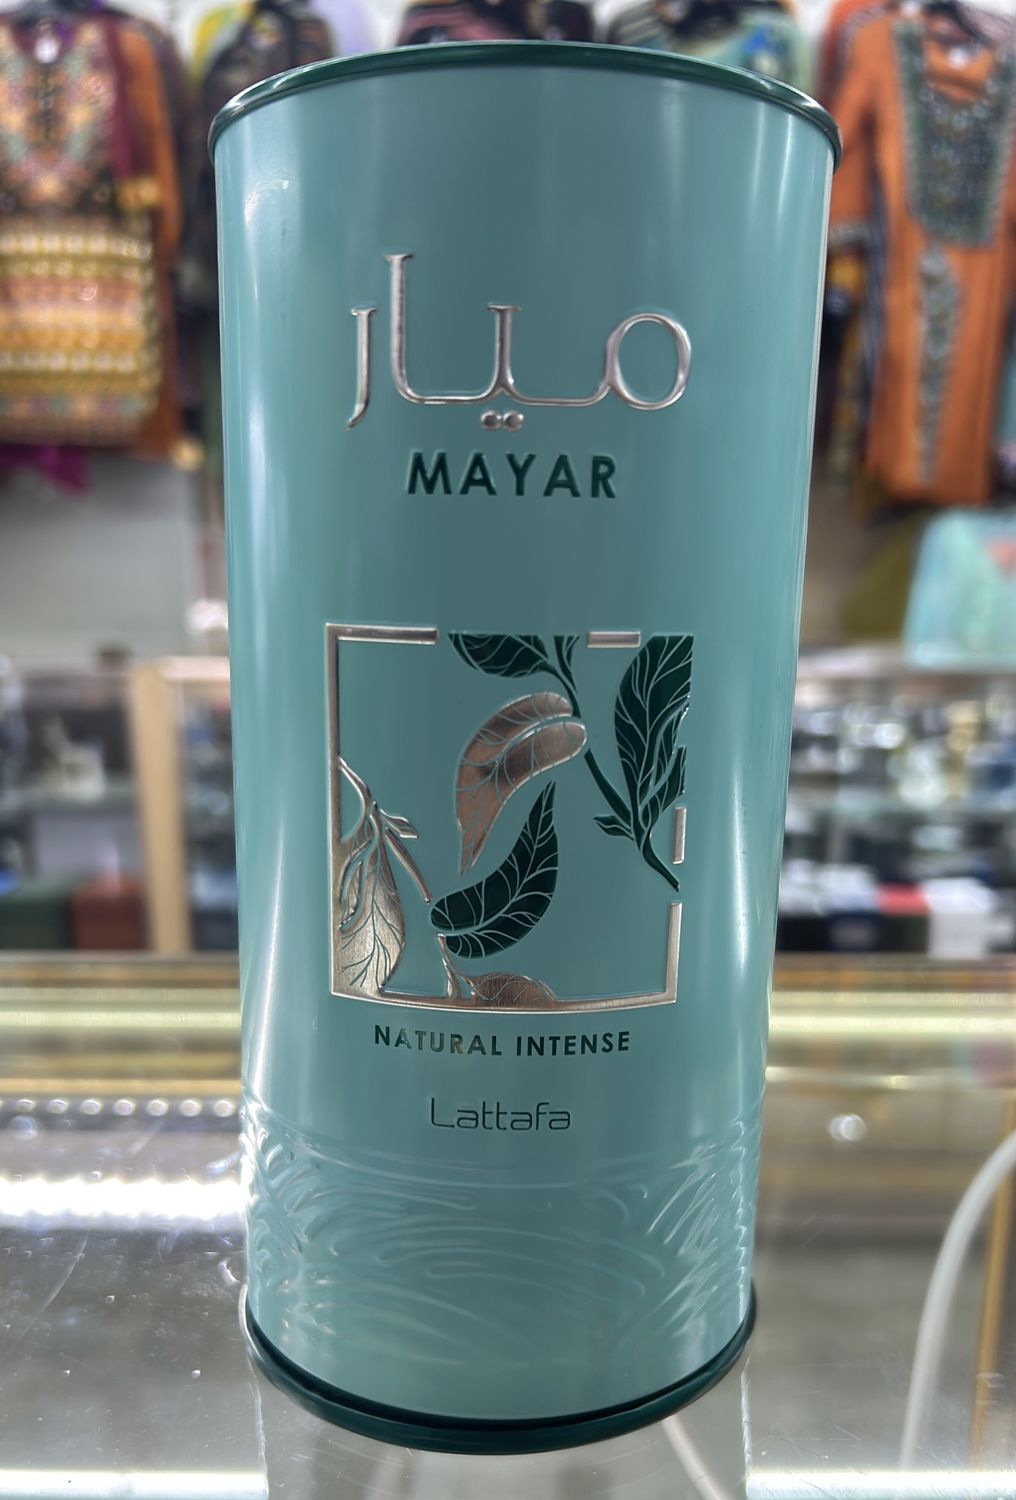 ميار
MAYAR
NATURAL INTENSE
Lattafa